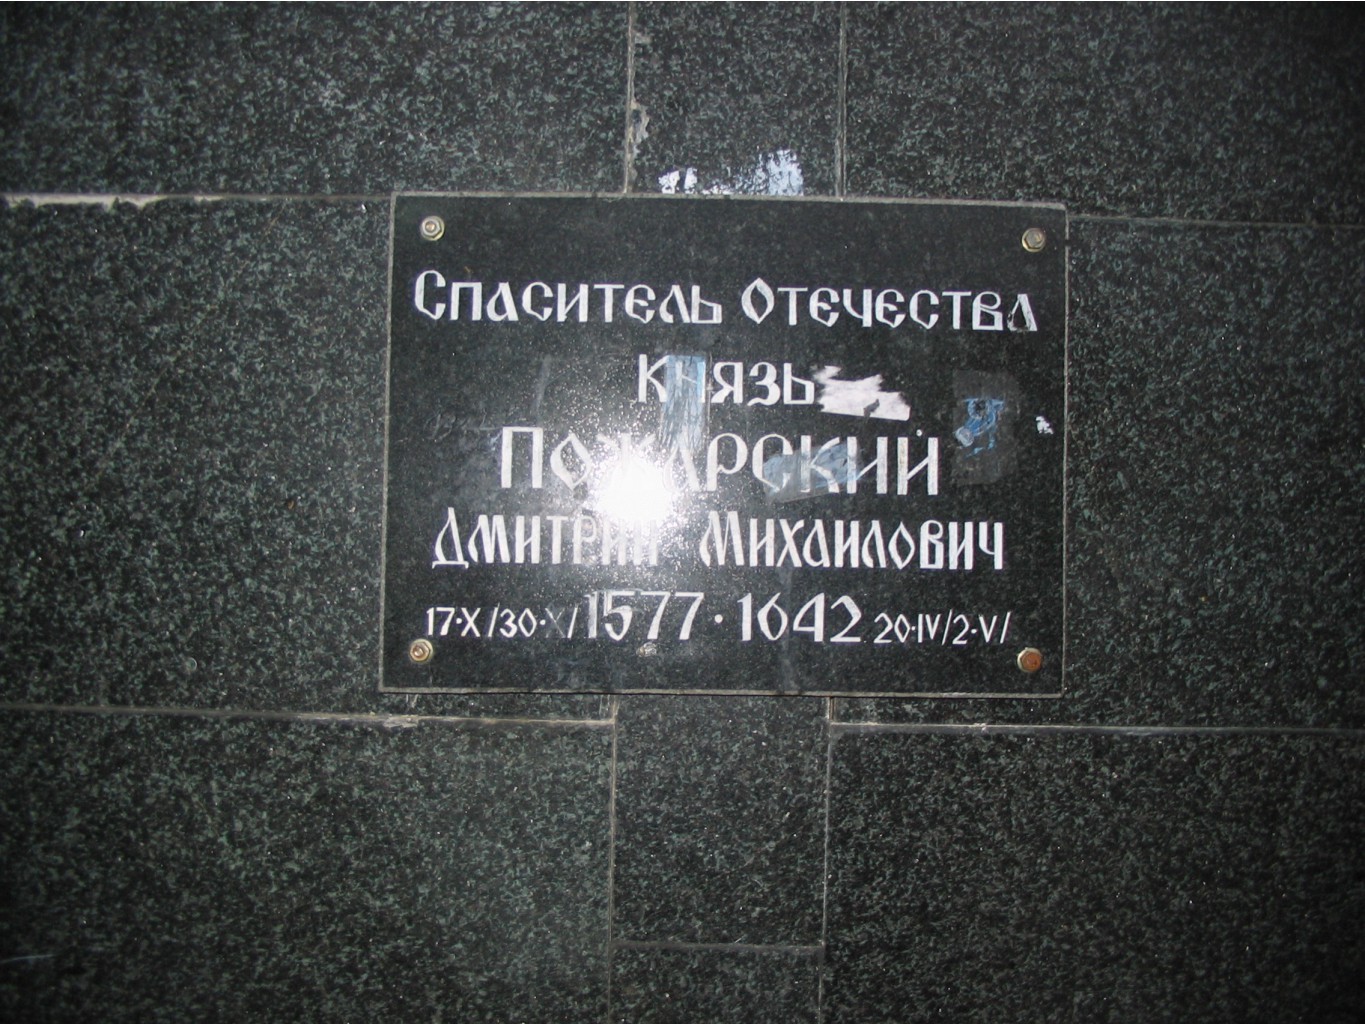 Спаситель Отечества
Князь
Пожарский
Дмитрий Михаилович
17·X/30·X/1577·1642 20·IV/2·V/